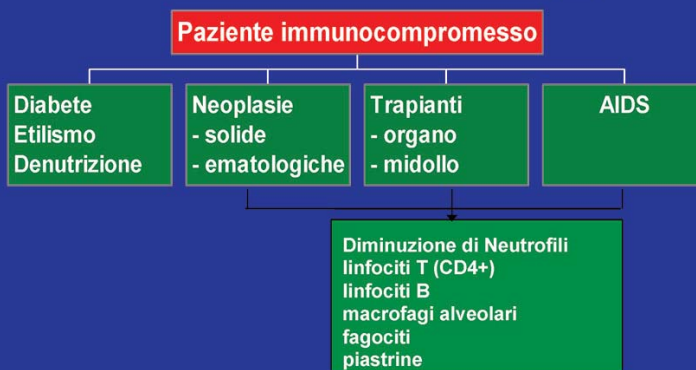 Paziente immunocompromesso
Diabete
Etilismo
Denutrizione
Neoplasie
- solide
- ematologiche
Trapianti
- organo
- midollo
AIDS
Diminuzione di Neutrofili
linfociti T (CD4+)
linfociti B
macrofagi alveolari
fagociti
piastrine